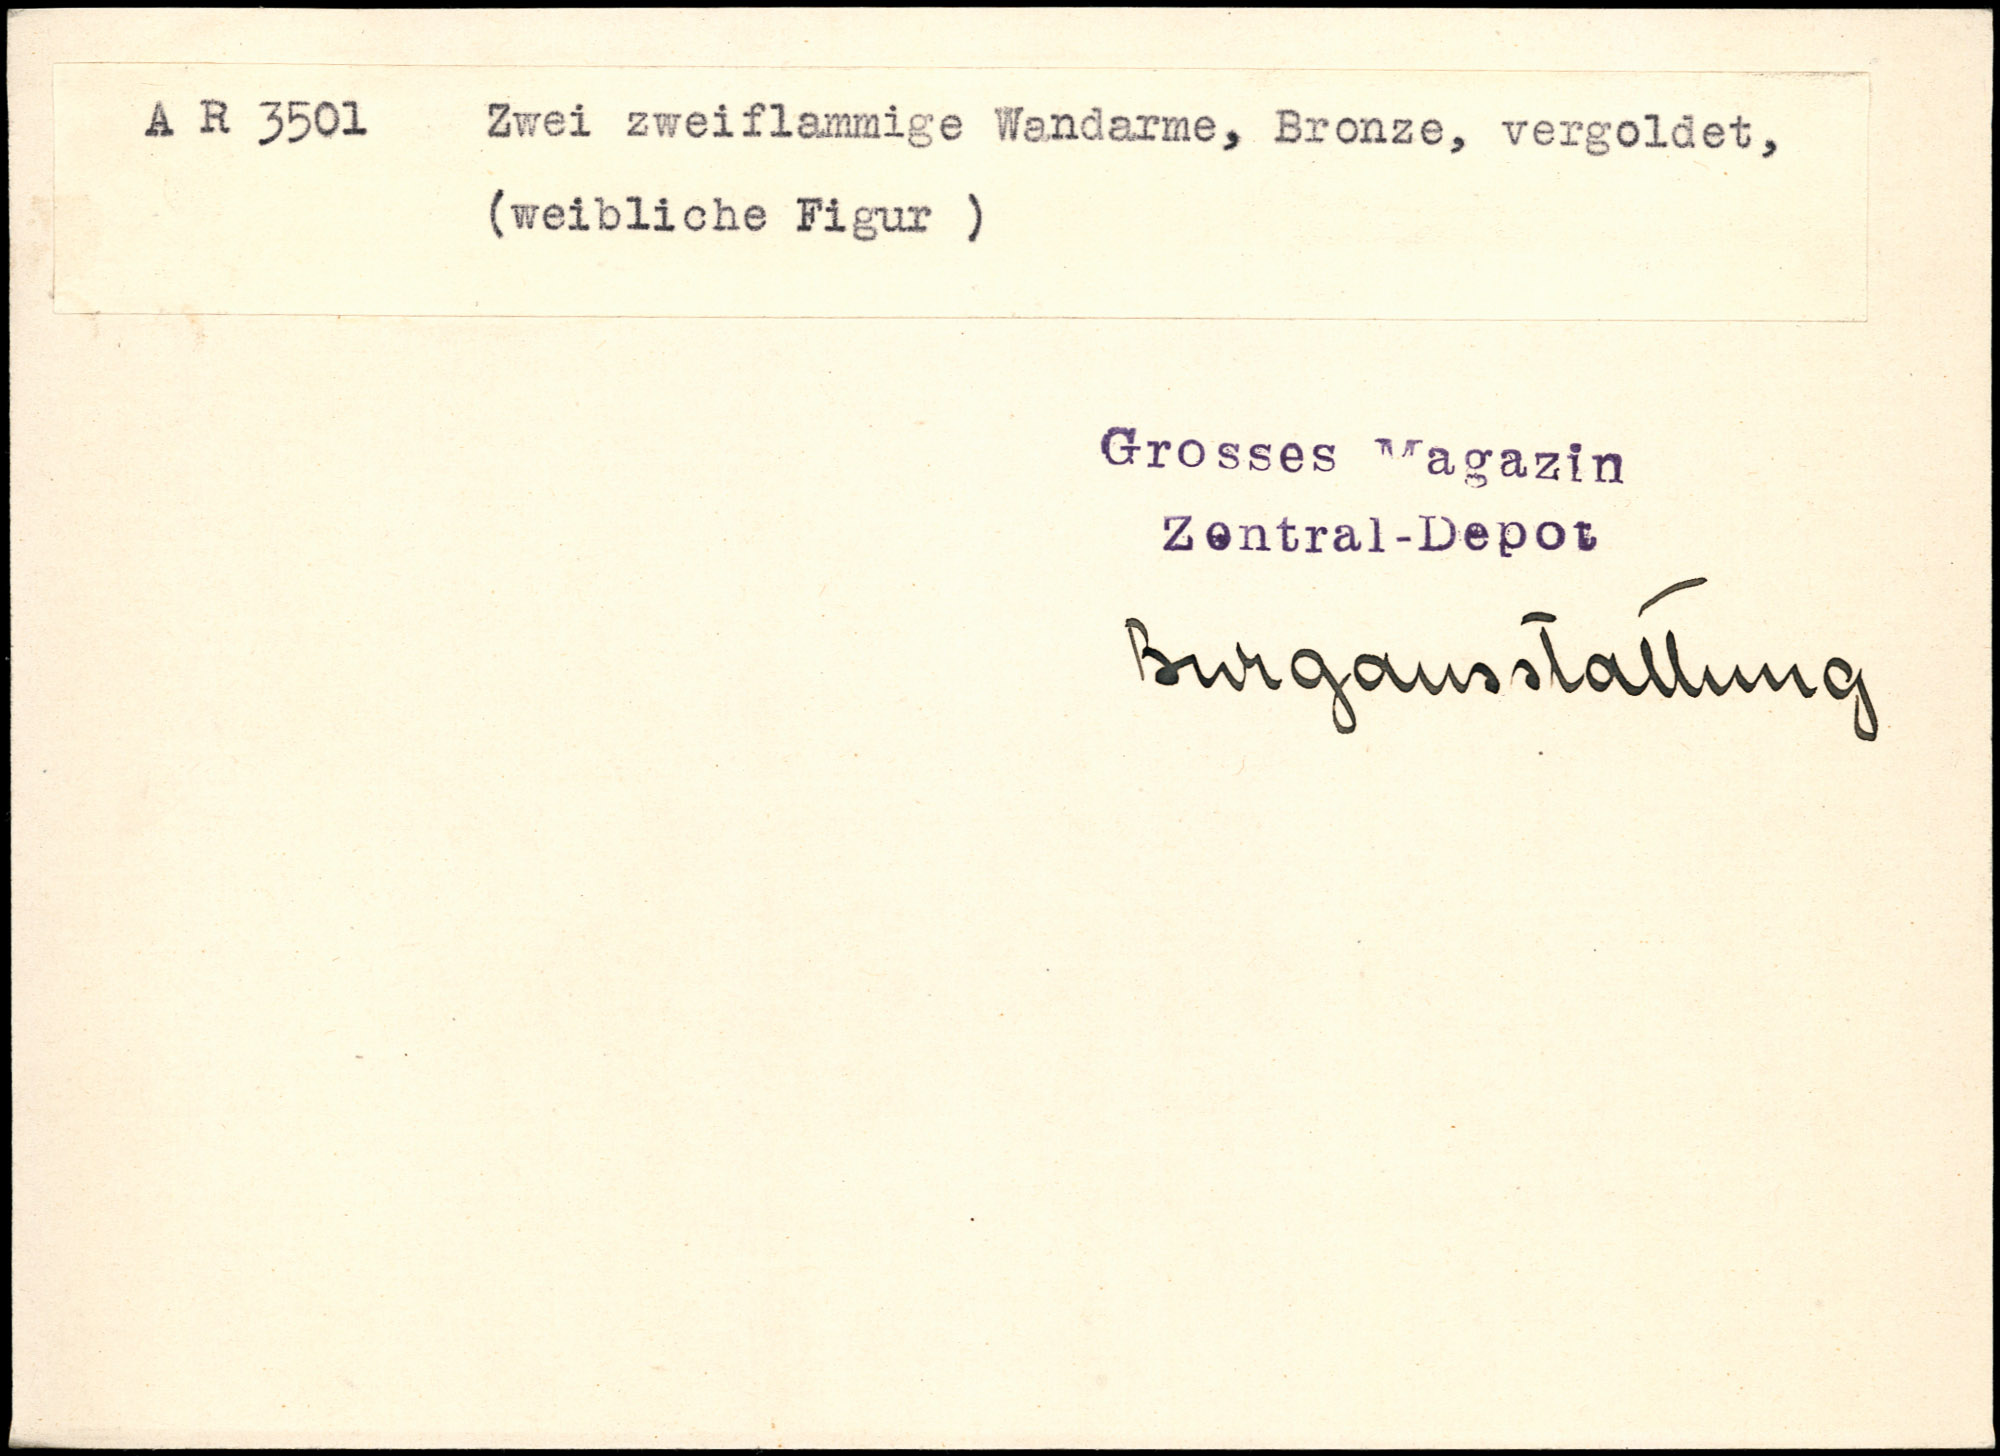 A R 3501 Zwei zweiflammige Wandarme, Bronze, vergoldet,
(weibliche Figur )
Grosses Magazin
Zentral-Depot
Burgausstattung